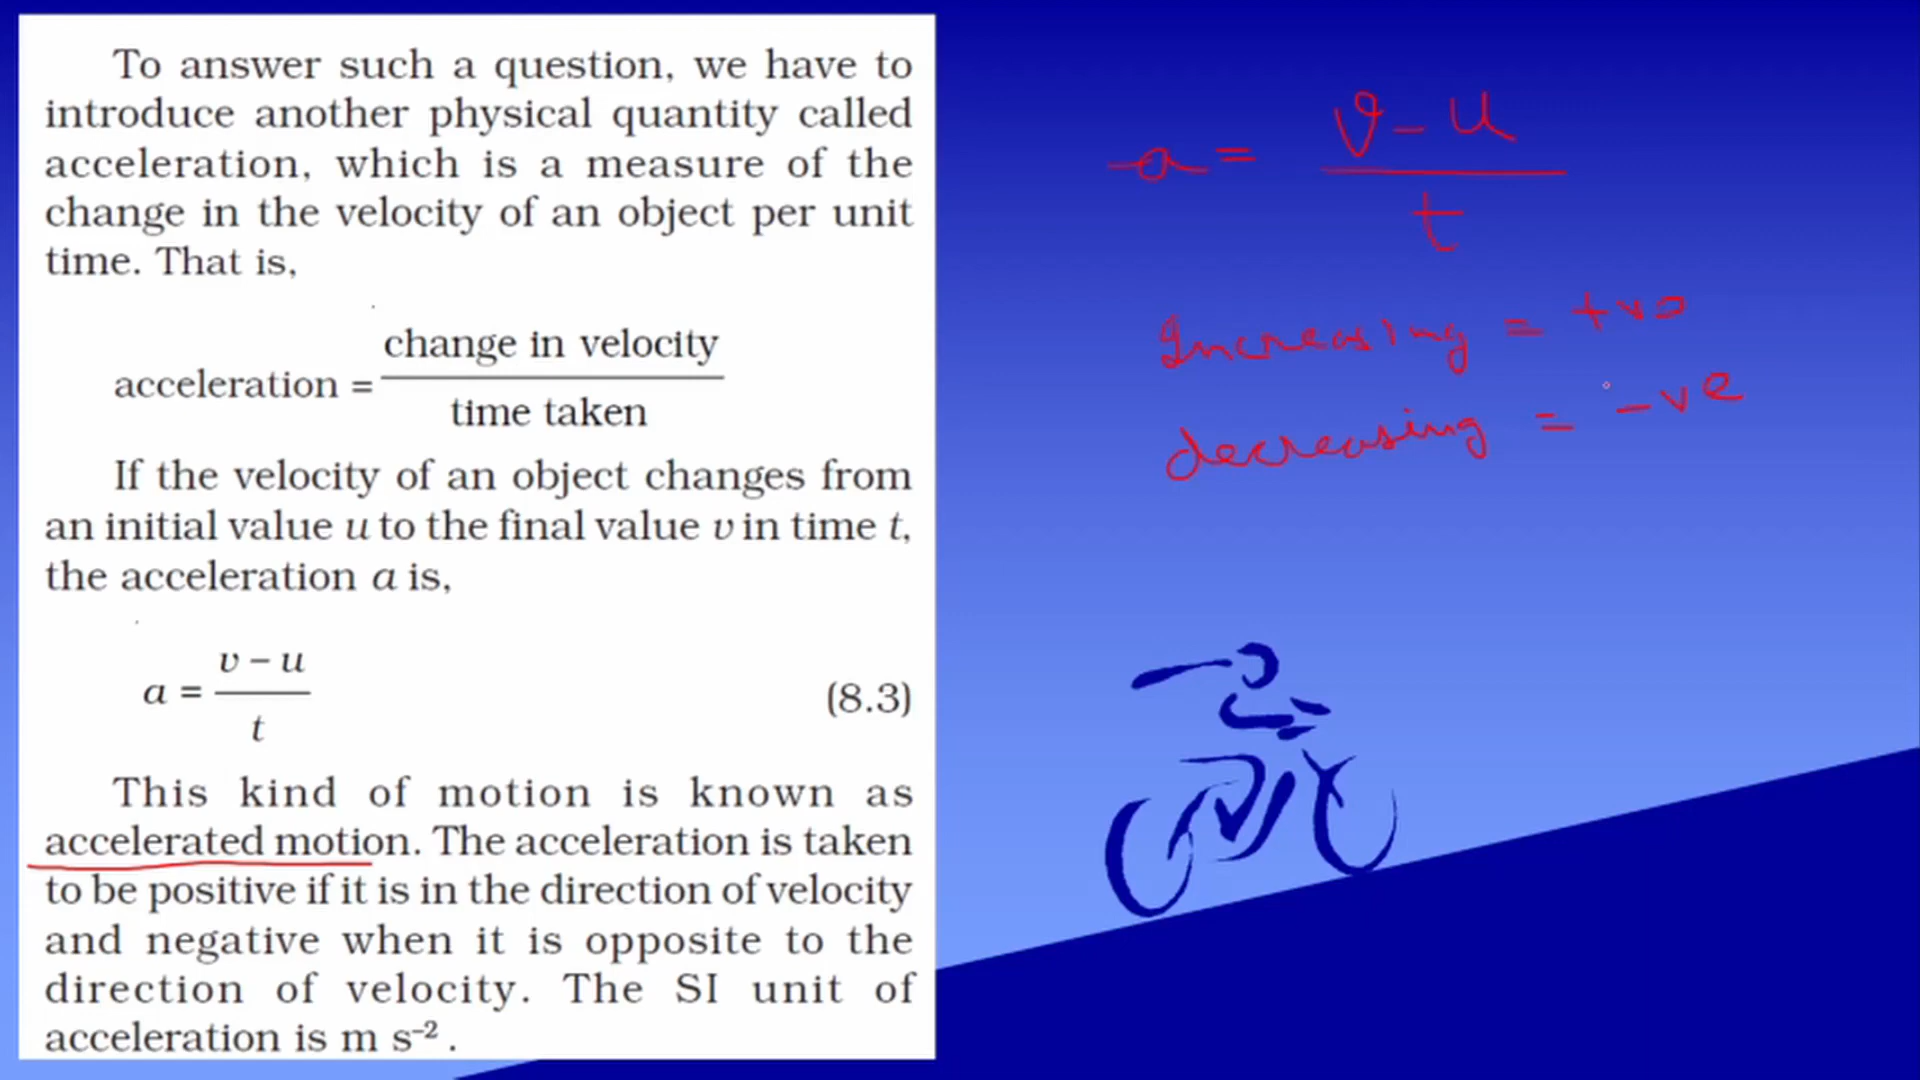 To answer such a question, we have to
introduce another physical quantity called
acceleration, which is a measure of the
change in the velocity of an object per unit
time. That is,
acceleration = change in velocity
time taken
If the velocity of an object changes from
an initial value u to the final value v in time t,
the acceleration a is,
a = v – u
t
(8.3)
This kind of motion is known as
accelerated motion. The acceleration is taken
to be positive if it is in the direction of velocity
and negative when it is opposite to the
direction of velocity. The SI unit of
acceleration is m s⁻².
a = v - u
t
Increasing = +ve
decreasing = -ve